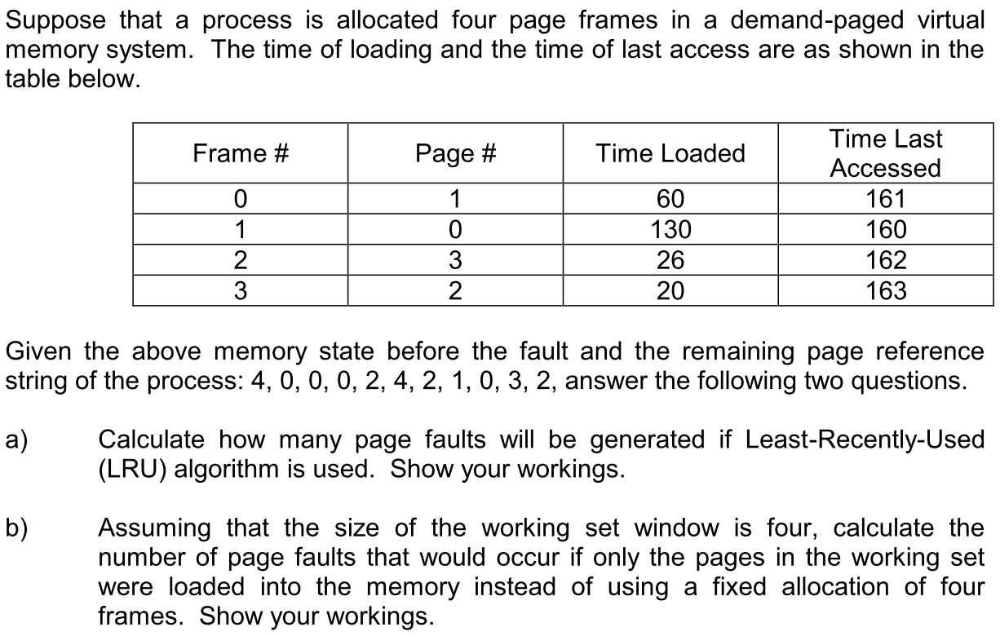 Suppose that a process is allocated four page frames in a demand-paged virtual
memory system. The time of loading and the time of last access are as shown in the
table below.
Frame # Page # Time Loaded Time Last
Accessed
0 1 60 161
1 0 130 160
2 3 26 162
3 2 20 163
Given the above memory state before the fault and the remaining page reference
string of the process: 4, 0, 0, 0, 2, 4, 2, 1, 0, 3, 2, answer the following two questions.
a) Calculate how many page faults will be generated if Least-Recently-Used
(LRU) algorithm is used. Show your workings.
b) Assuming that the size of the working set window is four, calculate the
number of page faults that would occur if only the pages in the working set
were loaded into the memory instead of using a fixed allocation of four
frames. Show your workings.